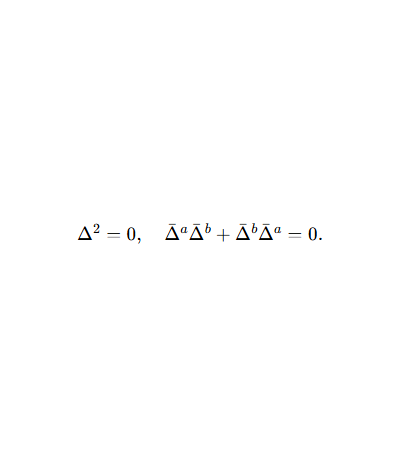 Δ² = 0, Δ̄ᵃΔ̄ᵇ + Δ̄ᵇΔ̄ᵃ = 0.